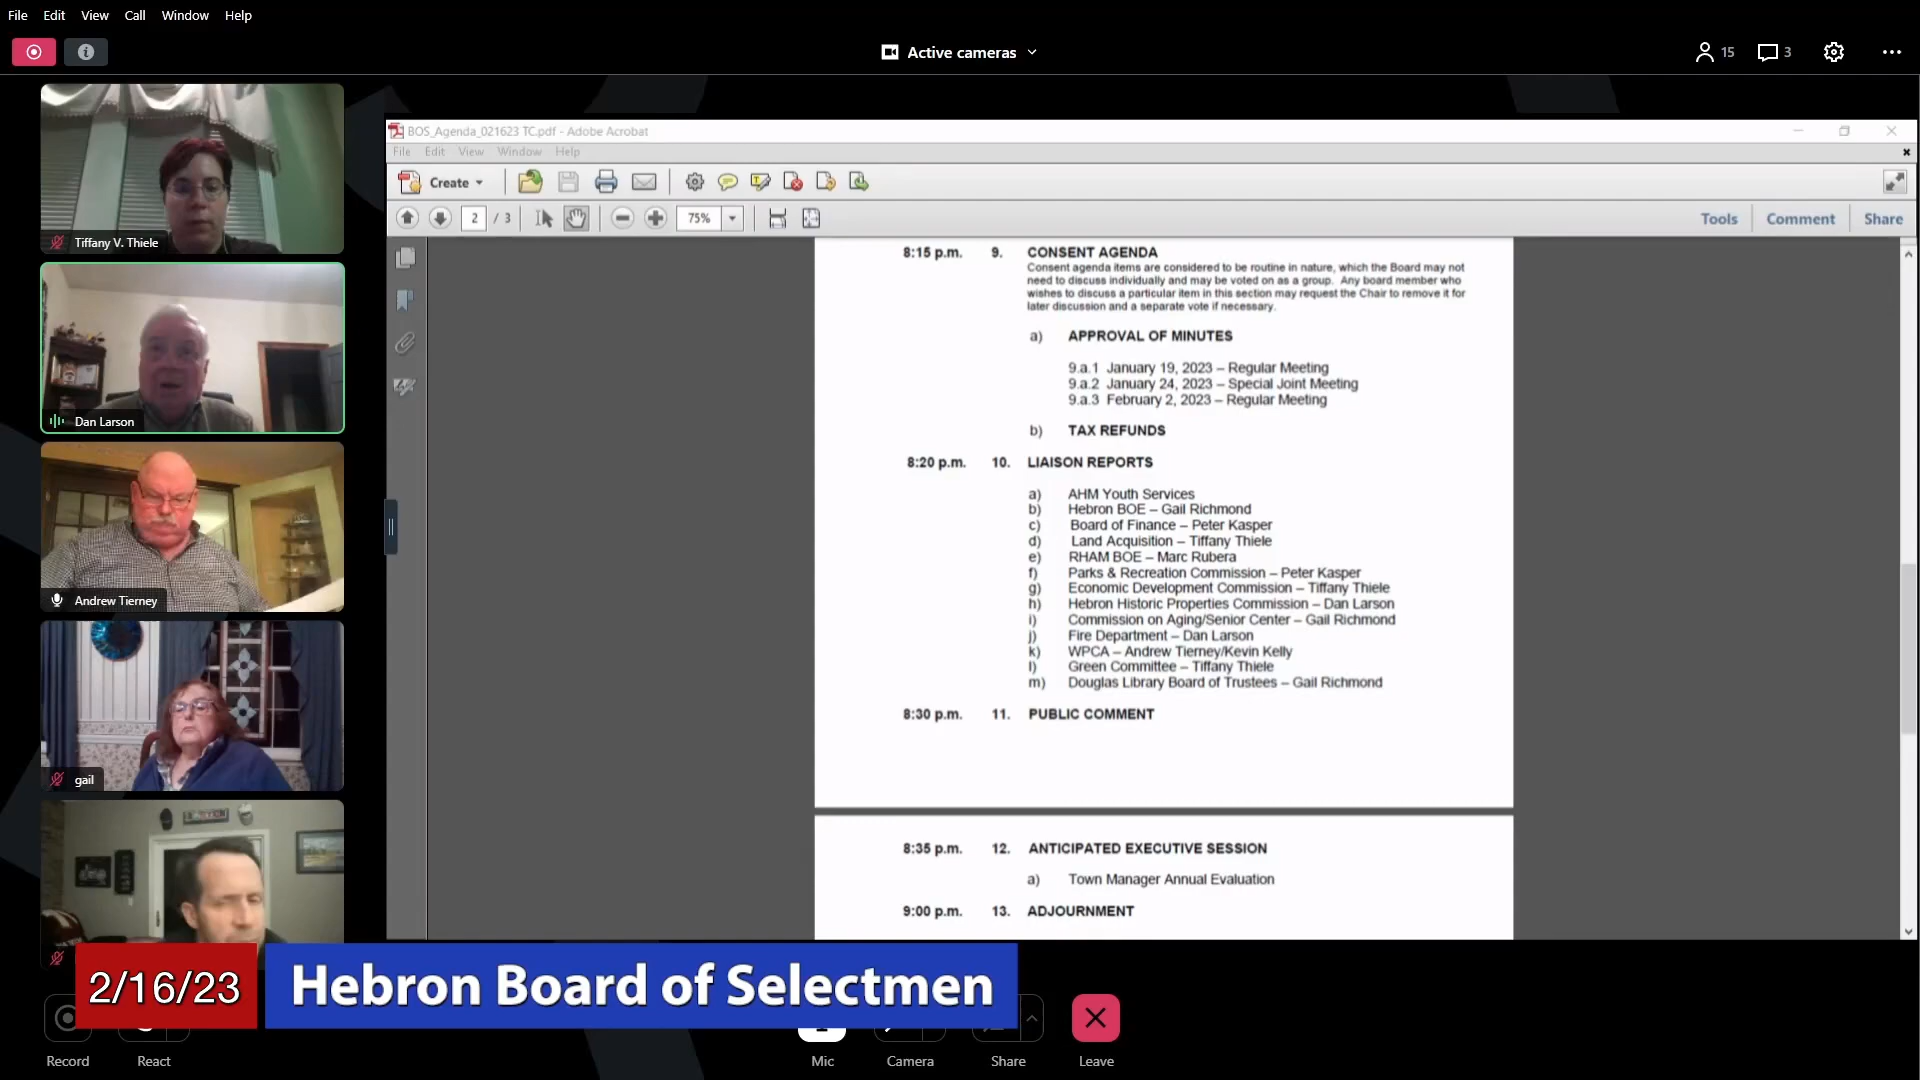 File Edit View Call Window Help
Active cameras
15
3
Tiffany V. Thiele
Dan Larson
Andrew Tierney
gail
BOS_Agenda_021623 TC.pdf - Adobe Acrobat
File Edit View Window Help
Create
2 / 3
75%
Tools Comment Share
8:15 p.m. 9. CONSENT AGENDA
Consent agenda items are considered to be routine in nature, which the Board may not
need to discuss individually and may be voted on as a group. Any board member who
wishes to discuss a particular item in this section may request the Chair to remove it for
later discussion and a separate vote if necessary.
a) APPROVAL OF MINUTES
9.a.1 January 19, 2023 – Regular Meeting
9.a.2 January 24, 2023 – Special Joint Meeting
9.a.3 February 2, 2023 – Regular Meeting
b) TAX REFUNDS
8:20 p.m. 10. LIAISON REPORTS
a) AHM Youth Services
b) Hebron BOE – Gail Richmond
c) Board of Finance – Peter Kasper
d) Land Acquisition – Tiffany Thiele
e) RHAM BOE – Marc Rubera
f) Parks & Recreation Commission – Peter Kasper
g) Economic Development Commission – Tiffany Thiele
h) Hebron Historic Properties Commission – Dan Larson
i) Commission on Aging/Senior Center – Gail Richmond
j) Fire Department – Dan Larson
k) WPCA – Andrew Tierney/Kevin Kelly
l) Green Committee – Tiffany Thiele
m) Douglas Library Board of Trustees – Gail Richmond
8:30 p.m. 11. PUBLIC COMMENT
8:35 p.m. 12. ANTICIPATED EXECUTIVE SESSION
a) Town Manager Annual Evaluation
9:00 p.m. 13. ADJOURNMENT
2/16/23
Hebron Board of Selectmen
Record React Mic Camera Share Leave